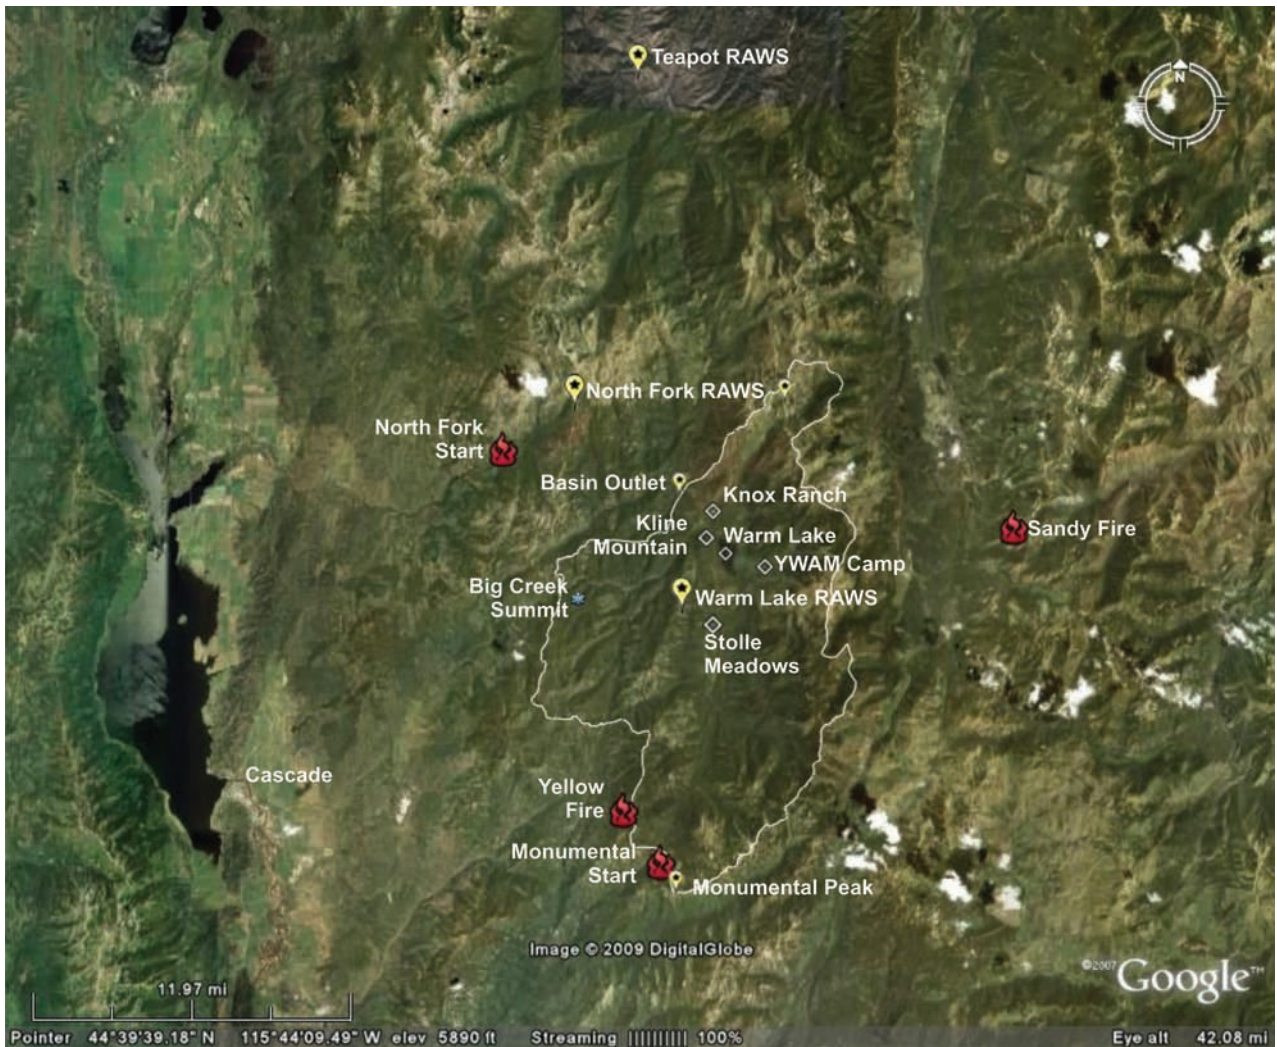 Teapot RAWS
N
North Fork RAWS
North Fork
Start
Basin Outlet
Knox Ranch
Kline
Mountain
Warm Lake
Sandy Fire
YWAM Camp
Big Creek
Summit
Warm Lake RAWS
Stolle
Meadows
Cascade
Yellow
Fire
Monumental
Start
Monumental Peak
Image © 2009 DigitalGlobe
©2007 Google™
11.97 mi
Pointer 44°39'39.18" N 115°44'09.49" W elev 5890 ft Streaming ||||||||| 100% Eye alt 42.08 mi